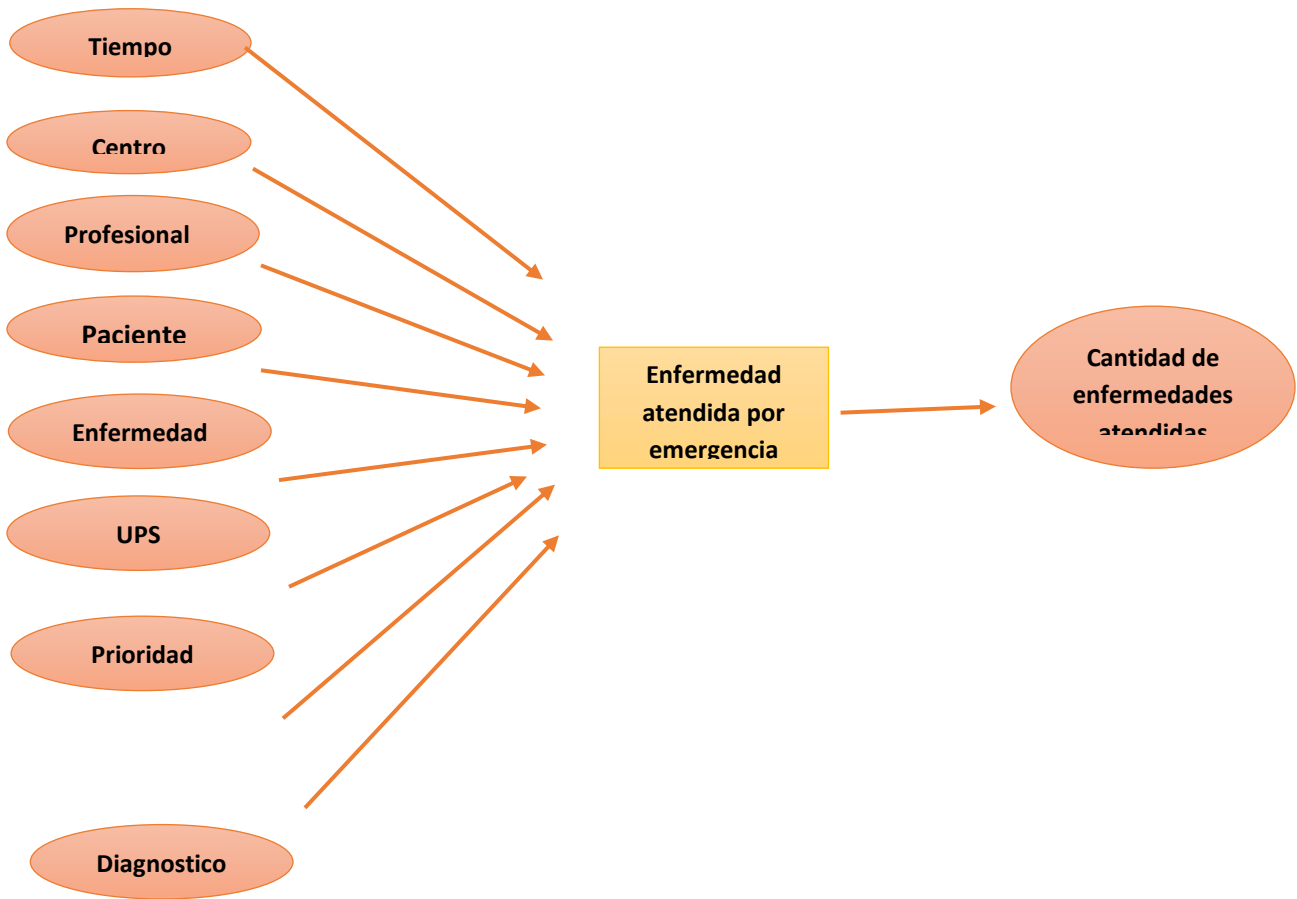 Tiempo
Centro
Profesional
Paciente
Enfermedad
UPS
Prioridad
Diagnostico
Enfermedad
atendida por
emergencia
Cantidad de
enfermedades
atendidas